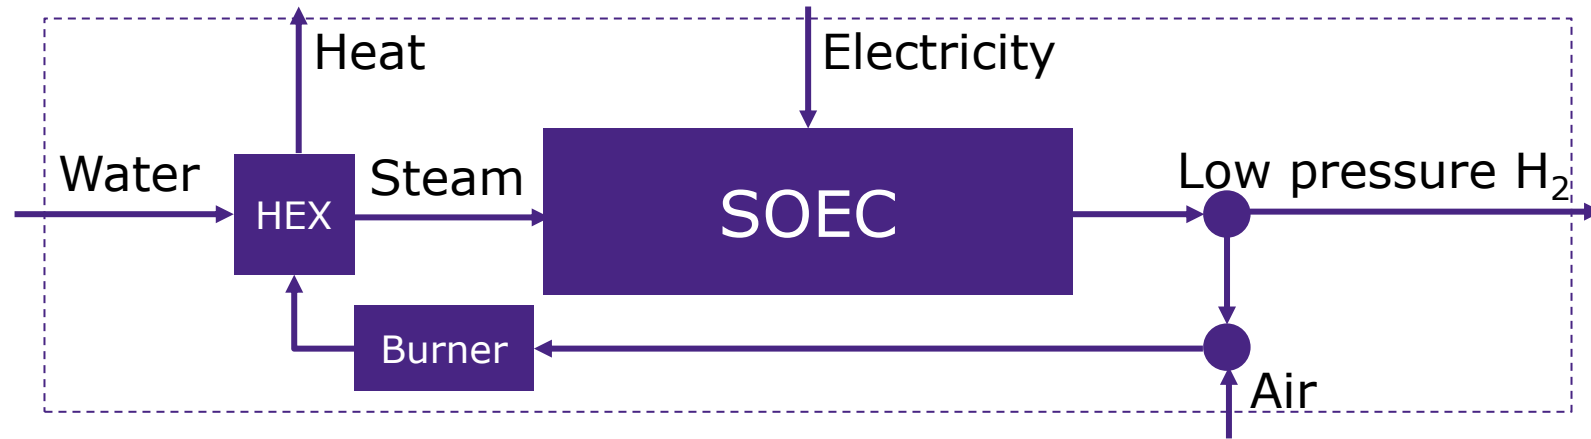 Heat
Electricity
Water
Steam
Low pressure H₂
HEX
SOEC
Burner
Air